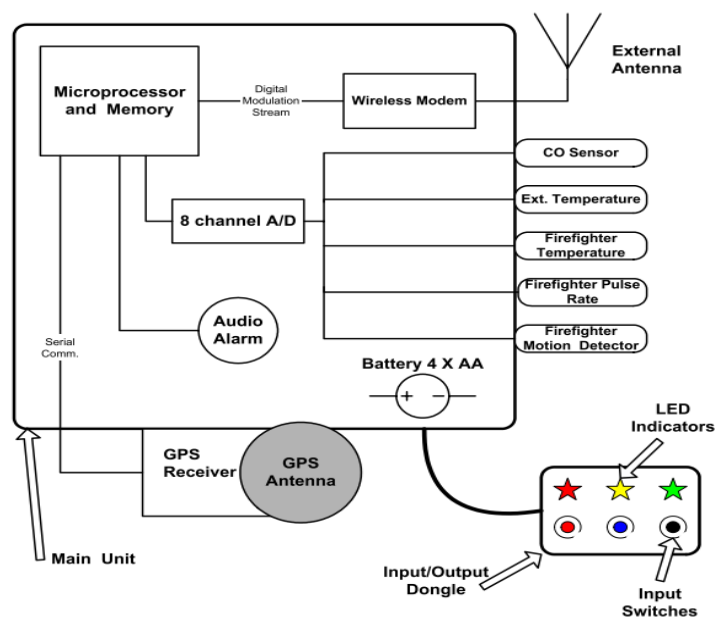 External
Antenna
Microprocessor
and Memory
Digital
Modulation
Stream
Wireless Modem
CO Sensor
Ext. Temperature
8 channel A/D
Firefighter
Temperature
Firefighter Pulse
Rate
Firefighter
Motion Detector
Audio
Alarm
Serial
Comm.
Battery 4 X AA
+ −
LED
Indicators
GPS
Receiver
GPS
Antenna
Main Unit
Input/Output
Dongle
Input
Switches